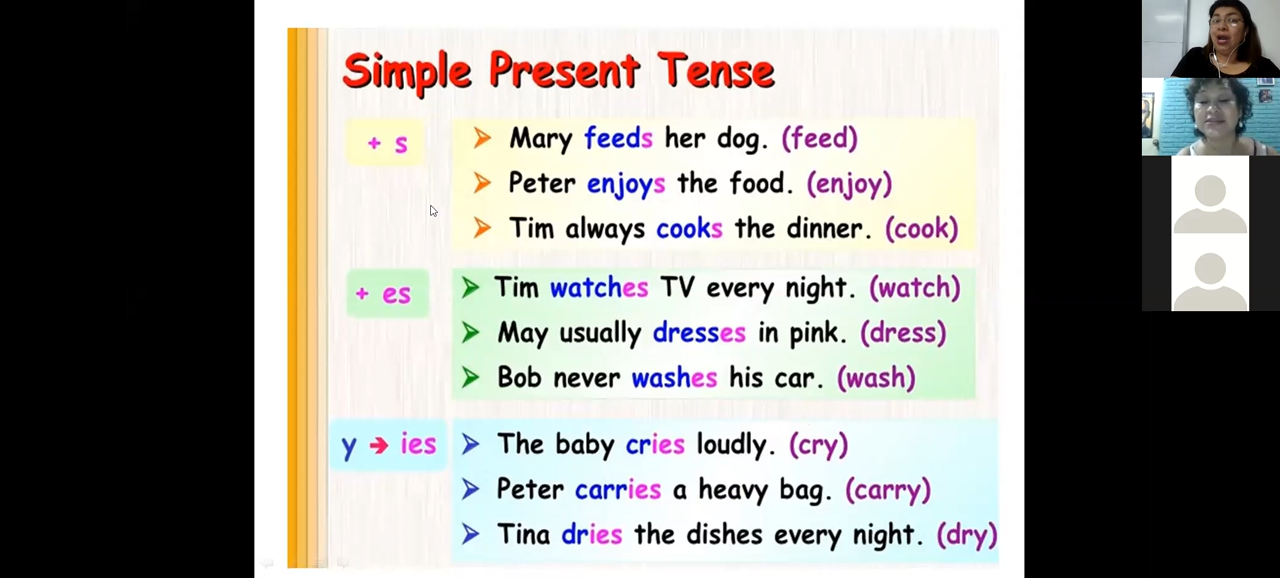 Simple Present Tense
+ s
Mary feeds her dog. (feed)
Peter enjoys the food. (enjoy)
Tim always cooks the dinner. (cook)
+ es
Tim watches TV every night. (watch)
May usually dresses in pink. (dress)
Bob never washes his car. (wash)
y → ies
The baby cries loudly. (cry)
Peter carries a heavy bag. (carry)
Tina dries the dishes every night. (dry)